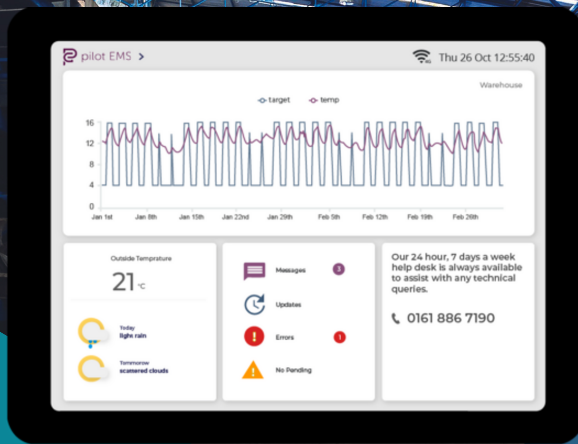 pilot EMS >
Thu 26 Oct 12:55:40
Warehouse
target temp
16
12
8
4
0
Jan 1st Jan 8th Jan 15th Jan 22nd Jan 29th Feb 5th Feb 12th Feb 19th Feb 26th
Outside Temprature
21 °C
Today
light rain
Tommorow
scattered clouds
Messages 3
Updates
Errors 1
No Pending
Our 24 hour, 7 days a week
help desk is always available
to assist with any technical
queries.
0161 886 7190